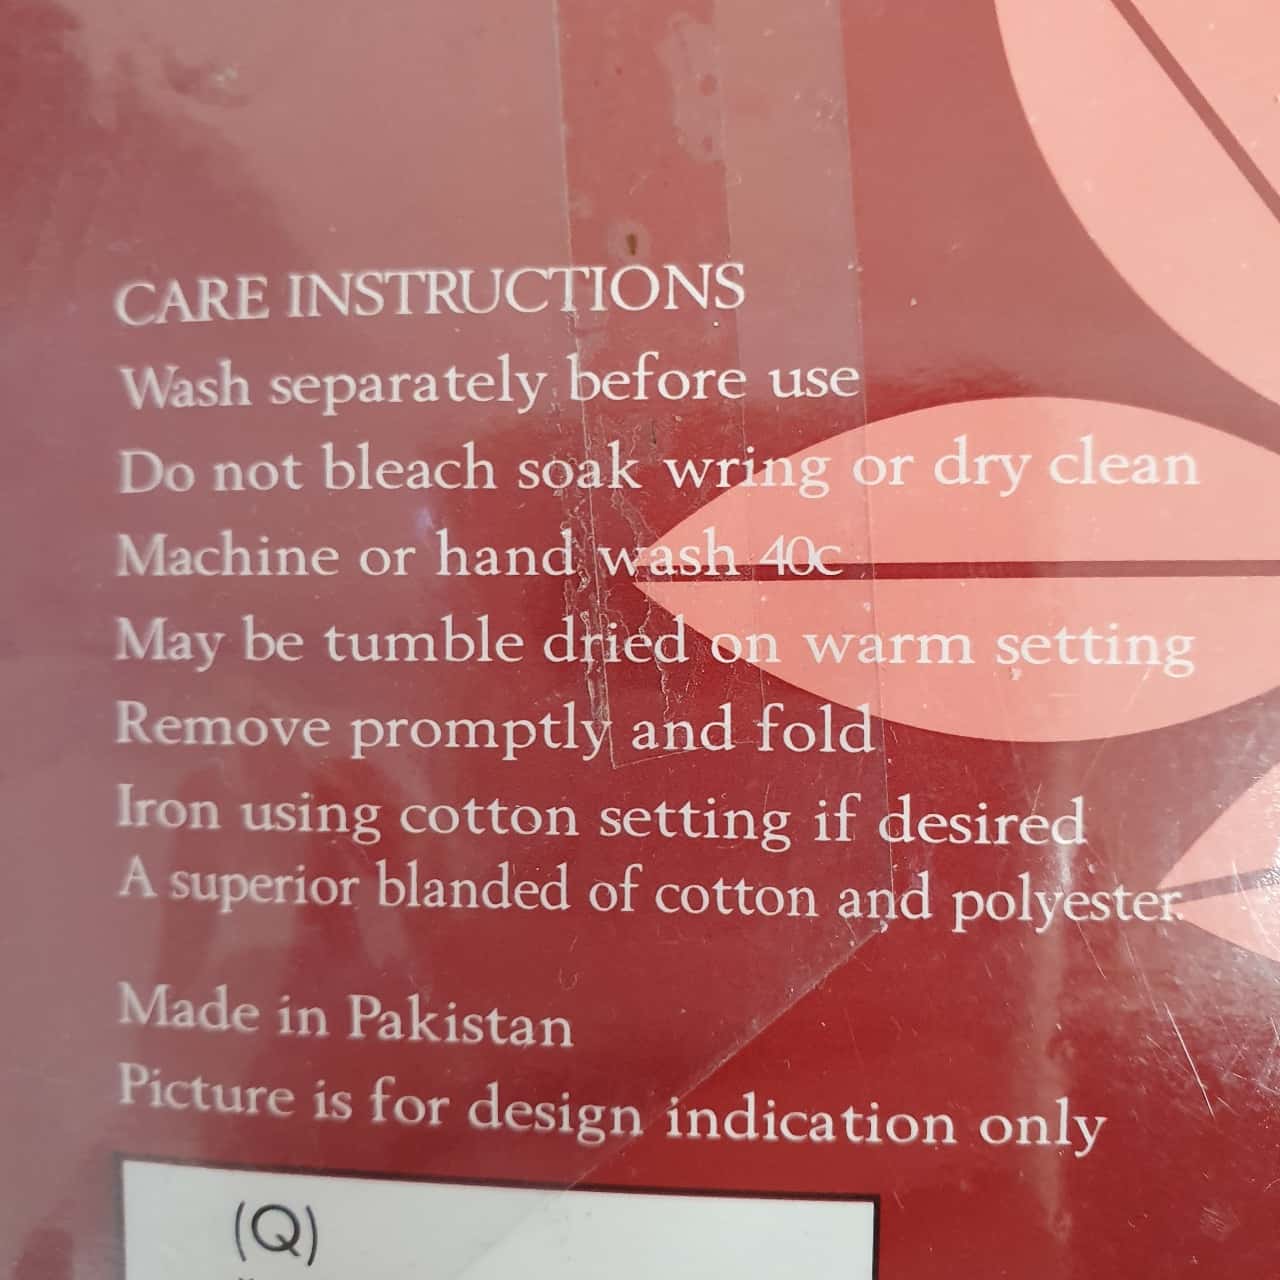 CARE INSTRUCTIONS
Wash separately before use
Do not bleach soak wring or dry clean
Machine or hand wash 40c
May be tumble dried on warm setting
Remove promptly and fold
Iron using cotton setting if desired
A superior blanded of cotton and polyester.
Made in Pakistan
Picture is for design indication only
(Q)